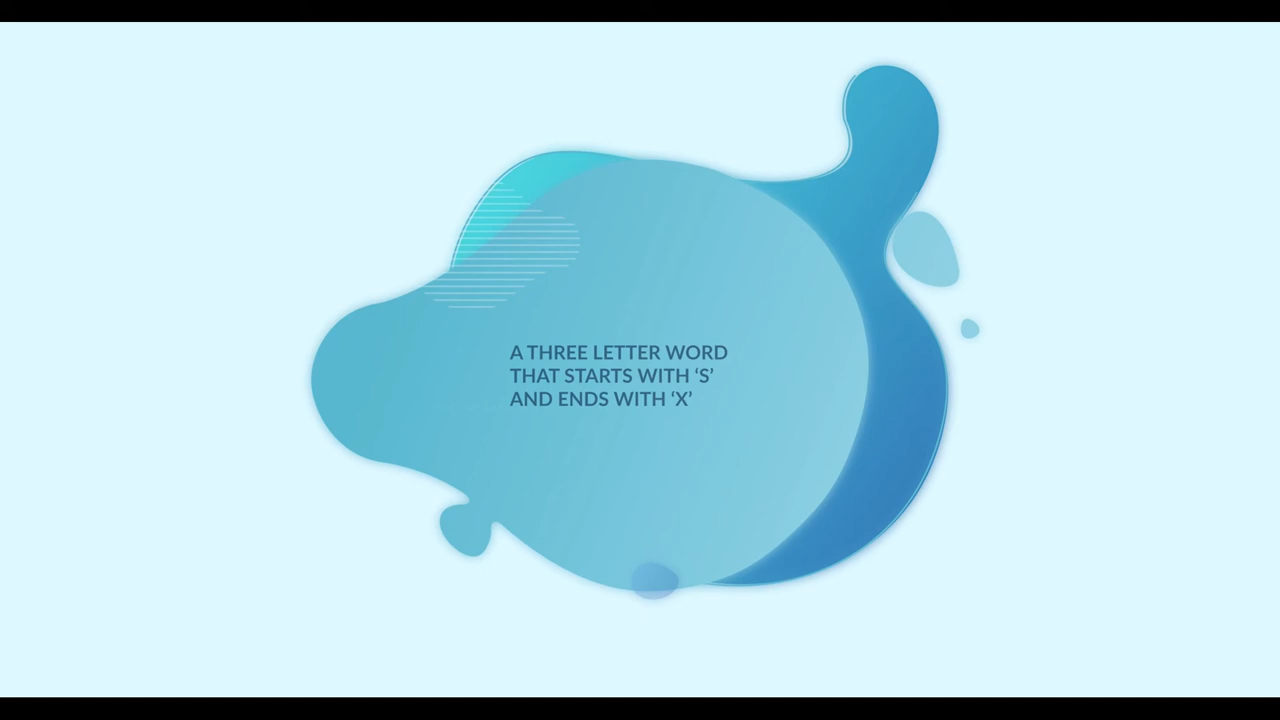 A THREE LETTER WORD
THAT STARTS WITH ‘S’
AND ENDS WITH ‘X’